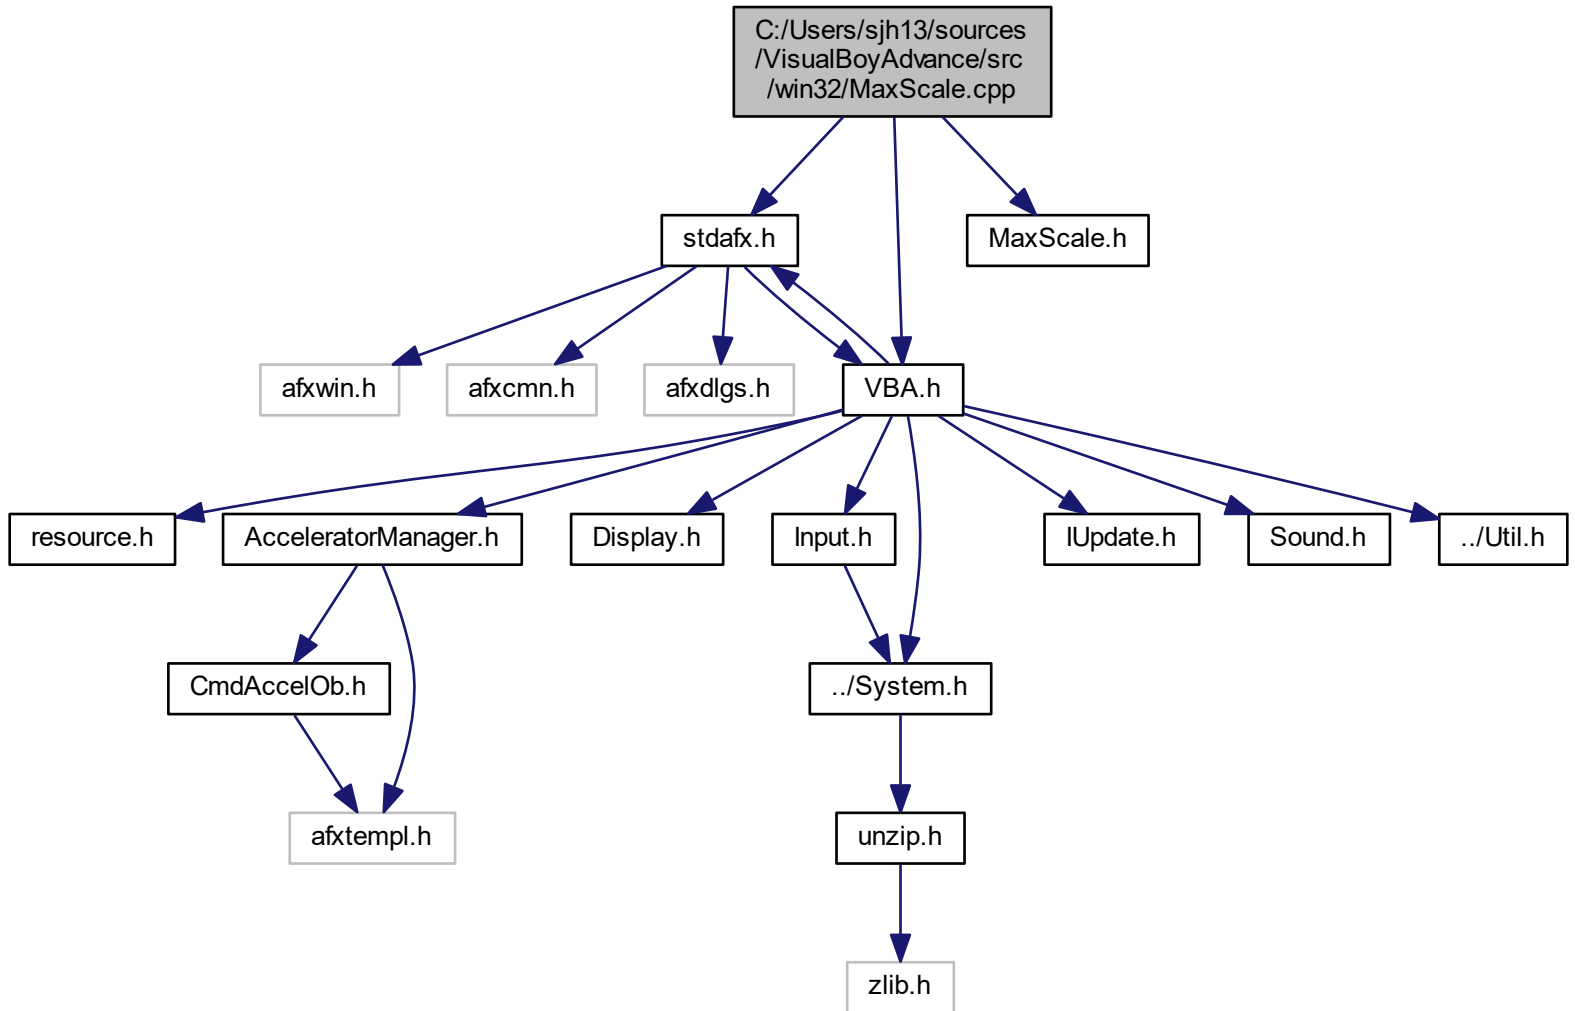 C:/Users/sjh13/sources
/VisualBoyAdvance/src
/win32/MaxScale.cpp
stdafx.h
MaxScale.h
afxwin.h
afxcmn.h
afxdlgs.h
VBA.h
resource.h
AcceleratorManager.h
Display.h
Input.h
IUpdate.h
Sound.h
../Util.h
CmdAccelOb.h
../System.h
afxtempl.h
unzip.h
zlib.h